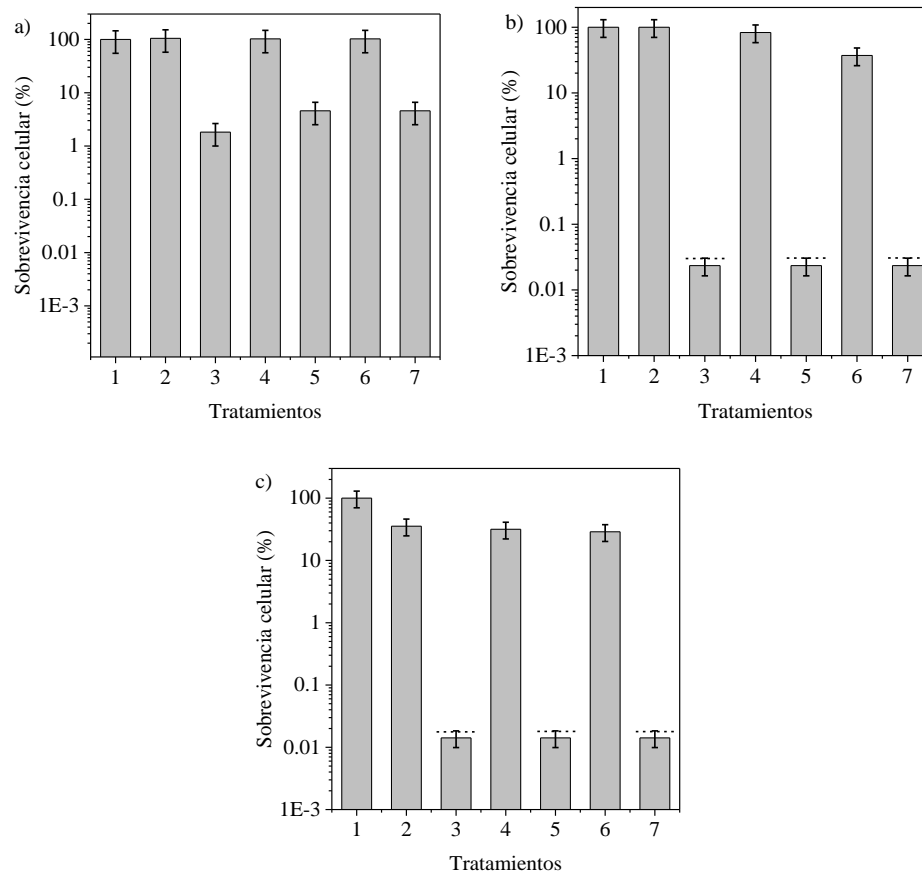 a)
Sobrevivencia celular (%)
100
10
1
0.1
0.01
1E-3
1 2 3 4 5 6 7
Tratamientos
b)
Sobrevivencia celular (%)
100
10
1
0.1
0.01
1E-3
1 2 3 4 5 6 7
Tratamientos
c)
Sobrevivencia celular (%)
100
10
1
0.1
0.01
1E-3
1 2 3 4 5 6 7
Tratamientos